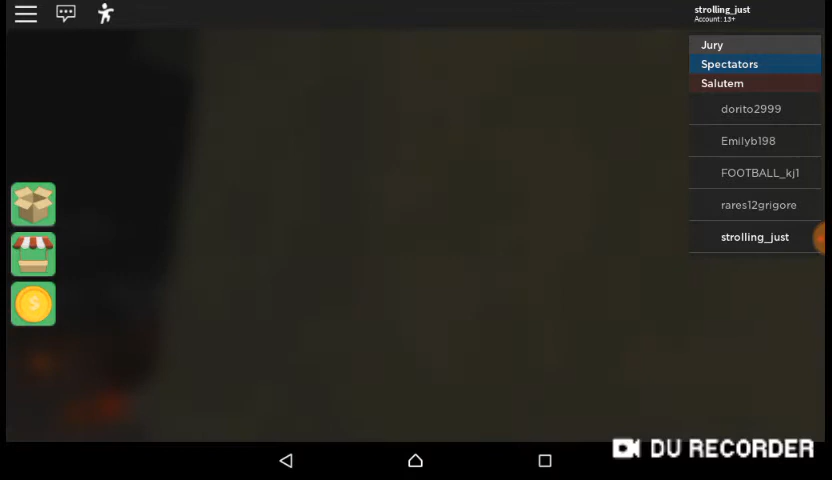 strolling_just
Account: 13+
Jury
Spectators
Salutem
dorito2999
Emilyb198
FOOTBALL_kj1
rares12grigore
strolling_just
$
DU RECORDER